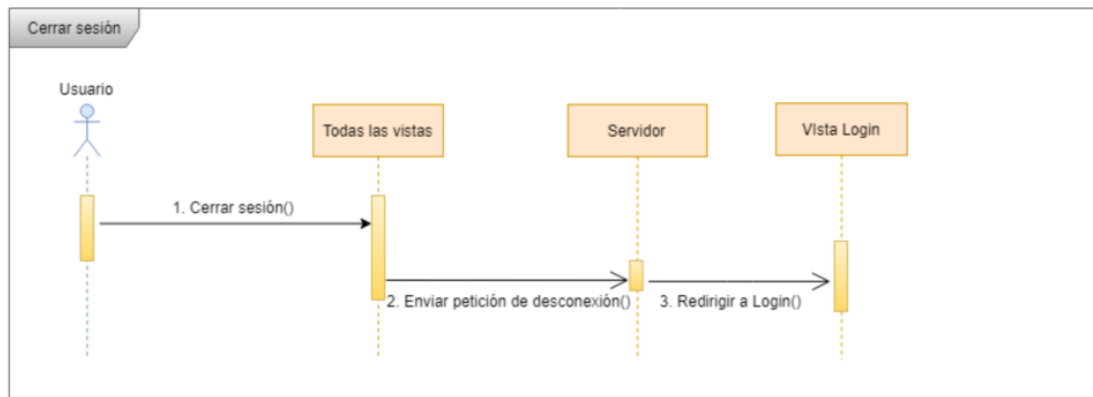 Cerrar sesión
Usuario
Todas las vistas
Servidor
VIsta Login
1. Cerrar sesión()
2. Enviar petición de desconexión()
3. Redirigir a Login()